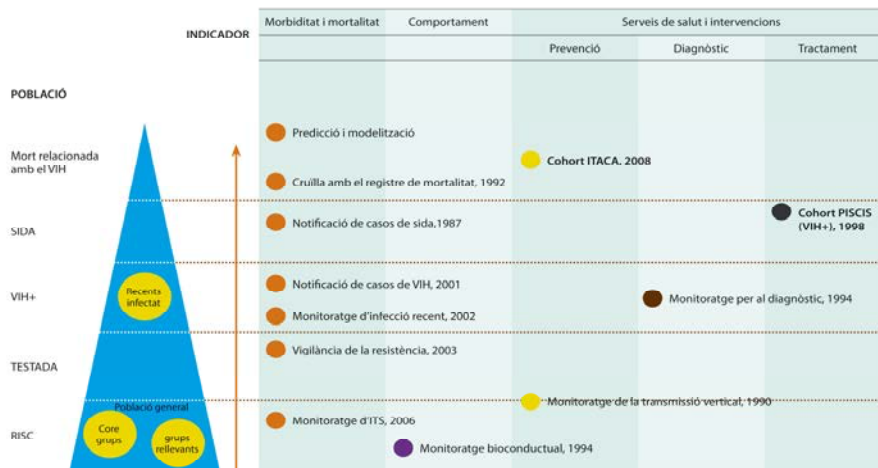 Morbiditat i mortalitat
Comportament
Serveis de salut i intervencions
INDICADOR
Prevenció
Diagnòstic
Tractament
POBLACIÓ
Predicció i modelització
Mort relacionada
amb el VIH
Cohort ITACA. 2008
Cruïlla amb el registre de mortalitat, 1992
Cohort PISCIS
(VIH+), 1998
Notificació de casos de sida,1987
SIDA
Notificació de casos de VIH, 2001
Recents
infectat
VIH+
Monitoratge per al diagnòstic, 1994
Monitoratge d'infecció recent, 2002
Vigilància de la resistència, 2003
TESTADA
Monitoratge de la transmissió vertical, 1990
Població general
Monitoratge d'ITS, 2006
Core
grups
RISC
grups
rellevants
Monitoratge bioconductual, 1994